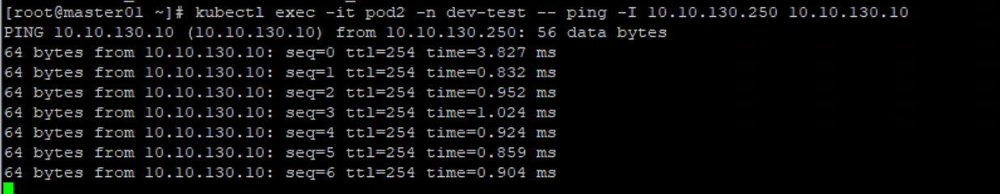 [root@master01 ~]# kubectl exec -it pod2 -n dev-test -- ping -I 10.10.130.250 10.10.130.10
PING 10.10.130.10 (10.10.130.10) from 10.10.130.250: 56 data bytes
64 bytes from 10.10.130.10: seq=0 ttl=254 time=3.827 ms
64 bytes from 10.10.130.10: seq=1 ttl=254 time=0.832 ms
64 bytes from 10.10.130.10: seq=2 ttl=254 time=0.952 ms
64 bytes from 10.10.130.10: seq=3 ttl=254 time=1.024 ms
64 bytes from 10.10.130.10: seq=4 ttl=254 time=0.924 ms
64 bytes from 10.10.130.10: seq=5 ttl=254 time=0.859 ms
64 bytes from 10.10.130.10: seq=6 ttl=254 time=0.904 ms